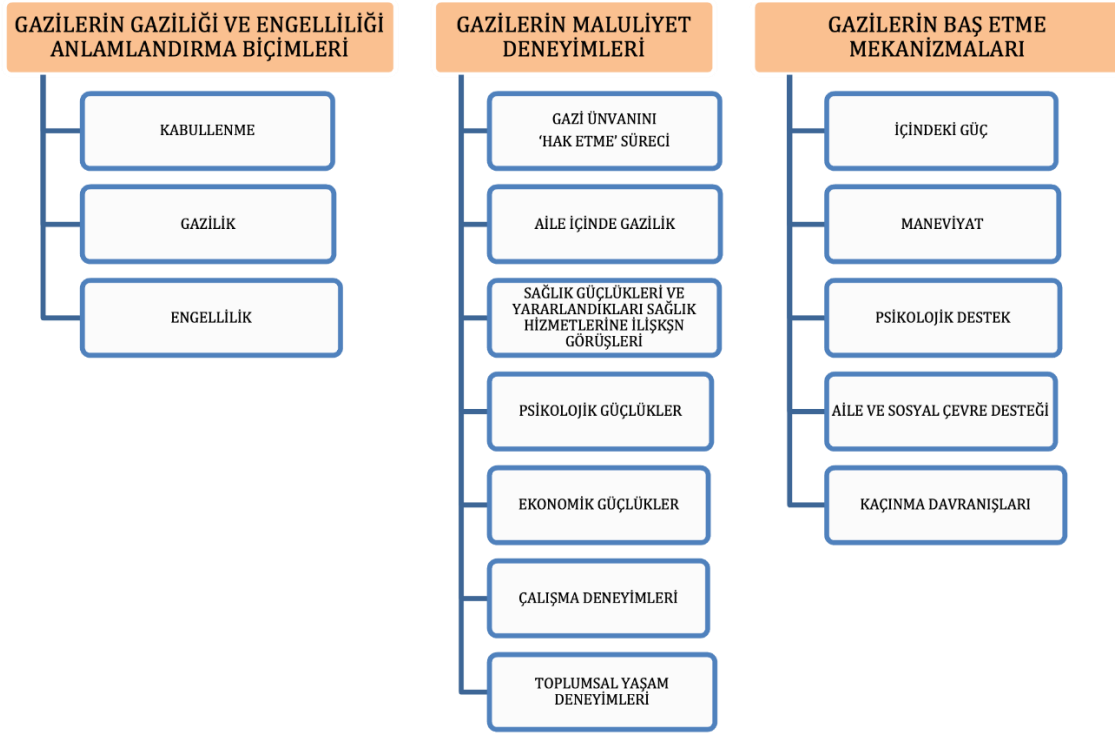 GAZİLERİN GAZİLİĞİ VE ENGELLİLİĞİ
ANLAMLANDIRMA BİÇİMLERİ
KABULLENME
GAZİLİK
ENGELLİLİK
GAZİLERİN MALULİYET
DENEYİMLERİ
GAZİ ÜNVANINI
‘HAK ETME’ SÜRECİ
AİLE İÇİNDE GAZİLİK
SAĞLIK GÜÇLÜKLERİ VE
YARARLANDIKLARI SAĞLIK
HİZMETLERİNE İLİŞKŞN
GÖRÜŞLERİ
PSİKOLOJİK GÜÇLÜKLER
EKONOMİK GÜÇLÜKLER
ÇALIŞMA DENEYİMLERİ
TOPLUMSAL YAŞAM
DENEYİMLERİ
GAZİLERİN BAŞ ETME
MEKANİZMALARI
İÇİNDEKİ GÜÇ
MANEVİYAT
PSİKOLOJİK DESTEK
AİLE VE SOSYAL ÇEVRE DESTEĞİ
KAÇINMA DAVRANIŞLARI